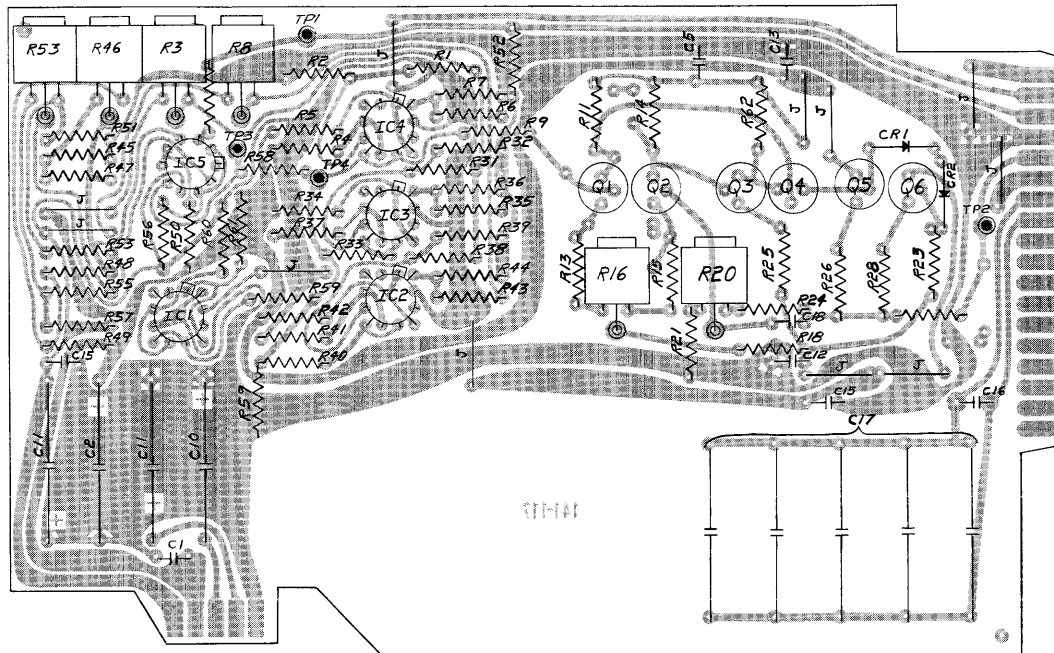 R53 R46 R3 R8
TP1
R2
J
R1
R52
C5
C13
R7
R6
R51
R45
R47
TP3
IC5
R58
R5
R4
TP4
IC4
R9
R32
R31
R11
R14
R62
J
J
CR1
J
J
CR2
TP2
J
J
R56
R50
R60
R34
R37
R33
IC3
R36
R35
R39
R38
Q1
Q2
Q3
Q4
Q5
Q6
R53
R48
R55
R57
R49
C15
IC1
J
R59
R42
R41
R40
R59
IC2
R44
R43
J
R13
R16
R15
R20
R25
R26
R28
R23
R24
C18
R18
C12
R21
J
J
C15
C16
C17
C11
C2
C11
C10
C1